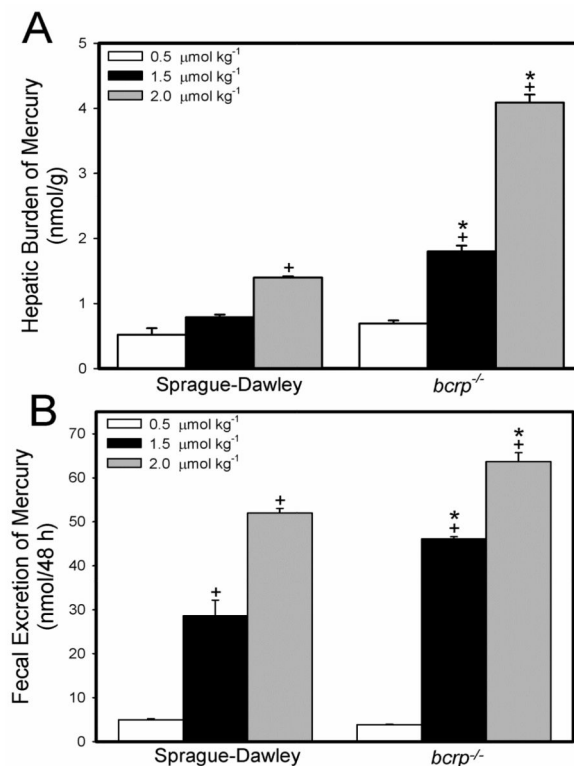 A
Hepatic Burden of Mercury
(nmol/g)
5
4
3
2
1
0
0.5 μmol kg⁻¹
1.5 μmol kg⁻¹
2.0 μmol kg⁻¹
+
*
+
*
+
Sprague-Dawley
bcrp⁻/⁻
B
Fecal Excretion of Mercury
(nmol/48 h)
70
60
50
40
30
20
10
0
0.5 μmol kg⁻¹
1.5 μmol kg⁻¹
2.0 μmol kg⁻¹
+
+
*
+
*
+
Sprague-Dawley
bcrp⁻/⁻